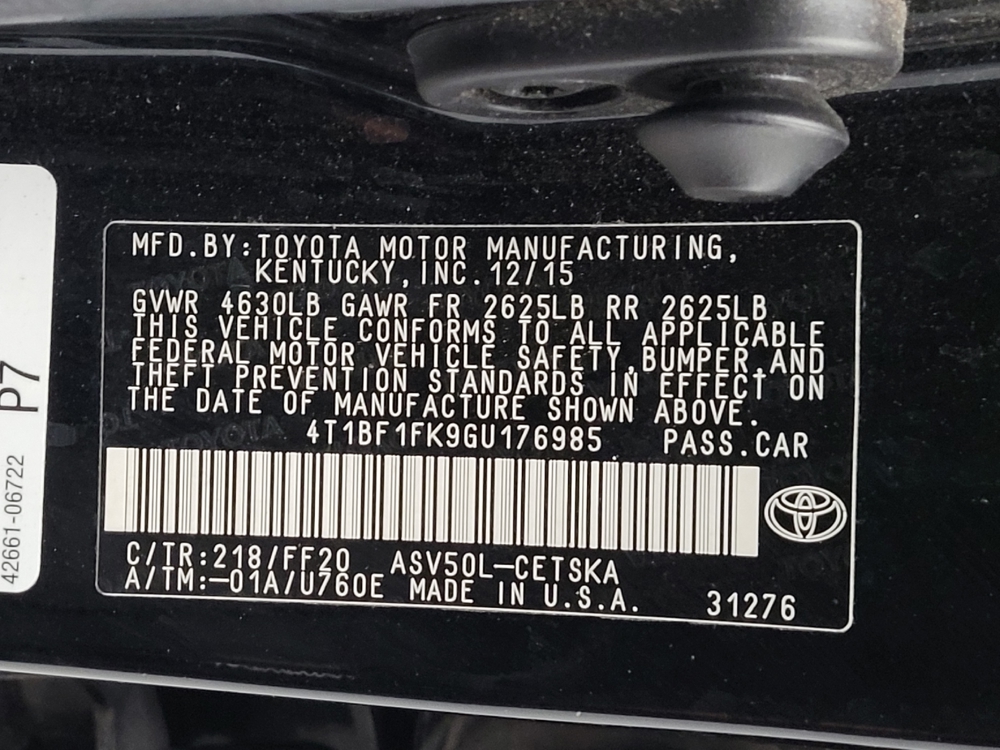 MFD.BY:TOYOTA MOTOR MANUFACTURING,
KENTUCKY,INC.12/15
GVWR 4630LB GAWR FR 2625LB RR 2625LB
THIS VEHICLE CONFORMS TO ALL APPLICABLE
FEDERAL MOTOR VEHICLE SAFETY,BUMPER,AND
THEFT PREVENTION STANDARDS IN EFFECT ON
THE DATE OF MANUFACTURE SHOWN ABOVE.
4T1BF1FK9GU176985 PASS.CAR
C/TR:218/FF20 ASV50L-CETSKA
A/TM:-01A/U760E MADE IN U.S.A. 31276
P7
42661-06722
TOYOTA